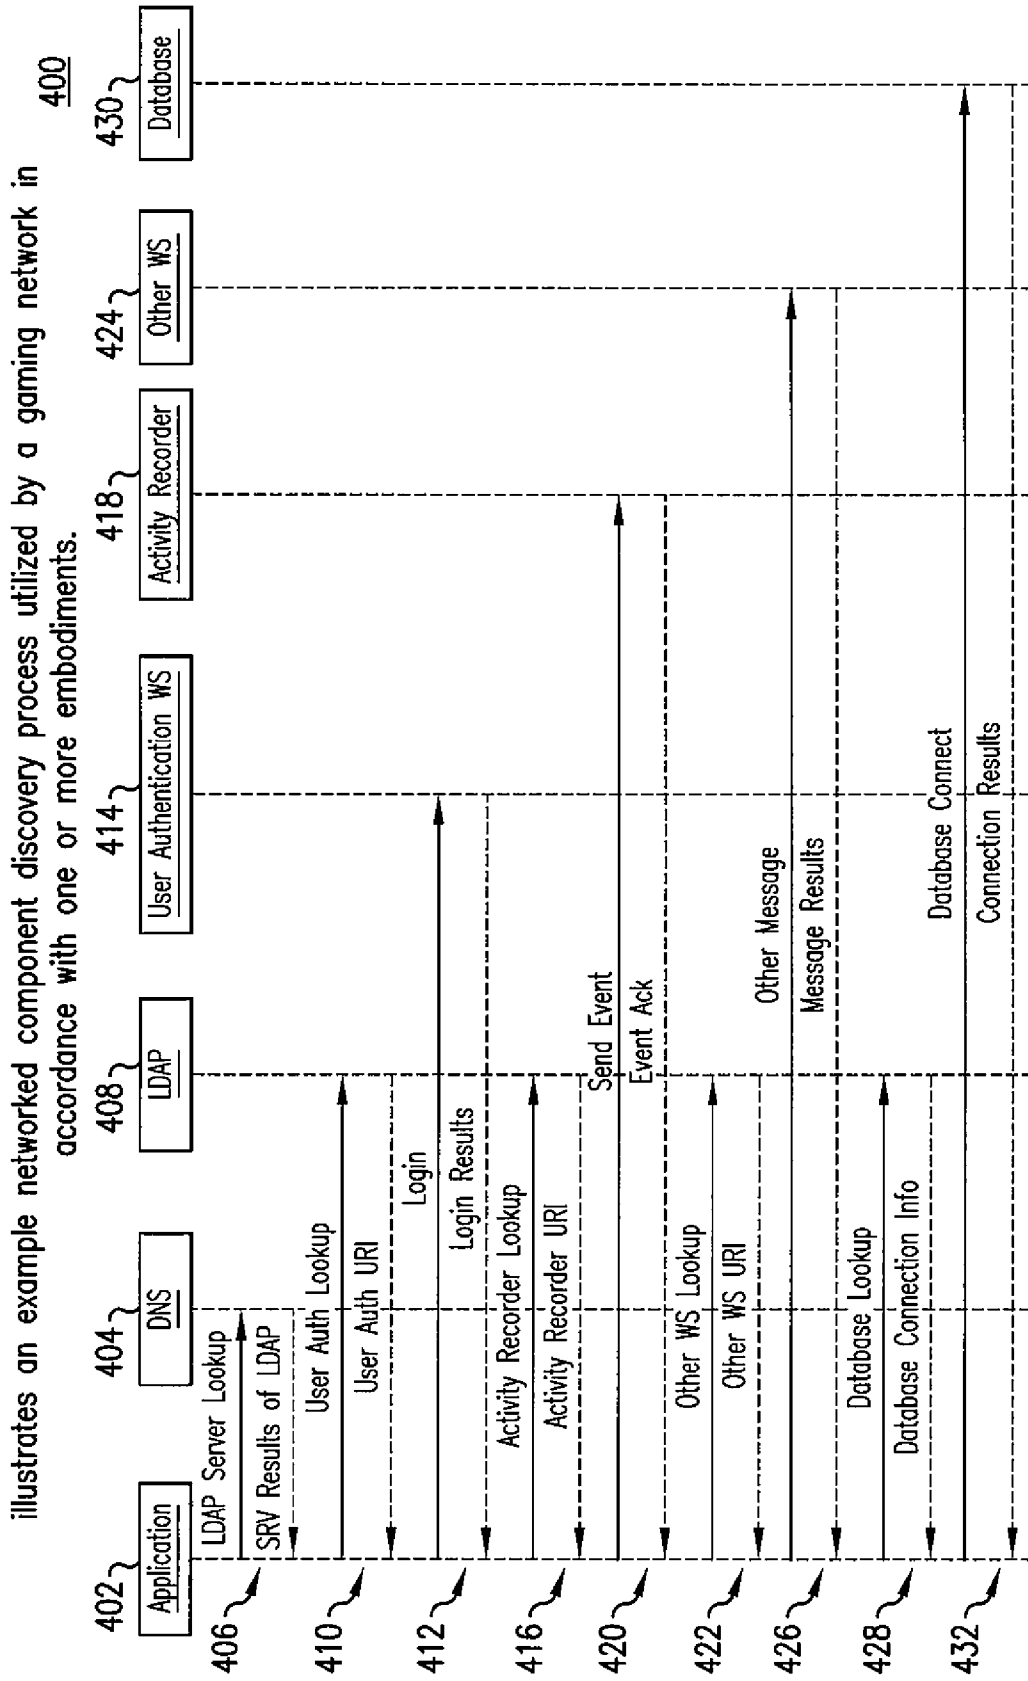 illustrates an example networked component discovery process utilized by a gaming network in
accordance with one or more embodiments.
400
402
404
408
414
418
424
430
Application
DNS
LDAP
User Authentication WS
Activity Recorder
Other WS
Database
406
LDAP Server Lookup
SRV Results of LDAP
410
User Auth Lookup
User Auth URI
412
Login
Login Results
416
Activity Recorder Lookup
Activity Recorder URI
420
Send Event
Event Ack
422
Other WS Lookup
Other WS URI
426
Other Message
Message Results
428
Database Lookup
Database Connection Info
432
Database Connect
Connection Results